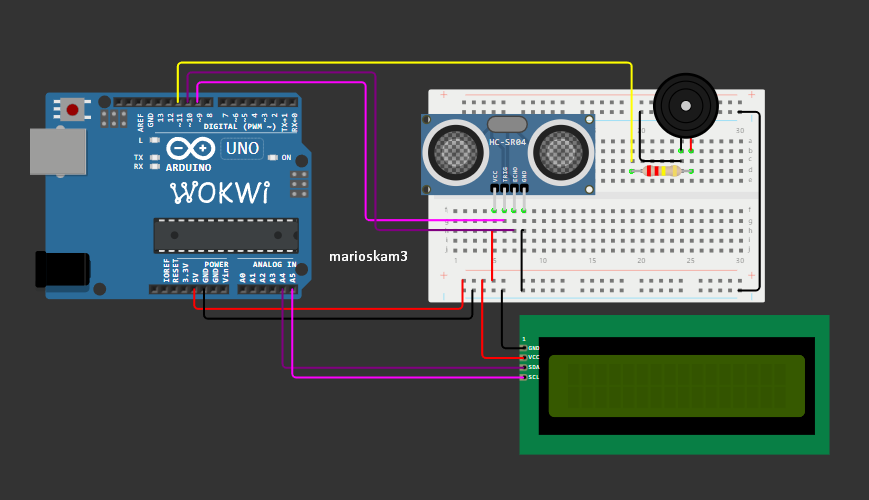 AREF
GND
13
12
~11
~10
~9
8
7
~6
~5
4
~3
2
TX→1
RX←0
DIGITAL (PWM ~)
L
TX
RX
UNO
ON
ARDUINO
WOKWi
IOREF
RESET
3.3V
5V
GND
GND
Vin
POWER
ANALOG IN
A0
A1
A2
A3
A4
A5
marioskam3
HC-SR04
VCC
TRIG
ECHO
GND
20
30
a
b
c
d
e
f
f
g
h
h
i
i
j
j
1
5
10
15
20
25
30
1
GND
VCC
SDA
SCL